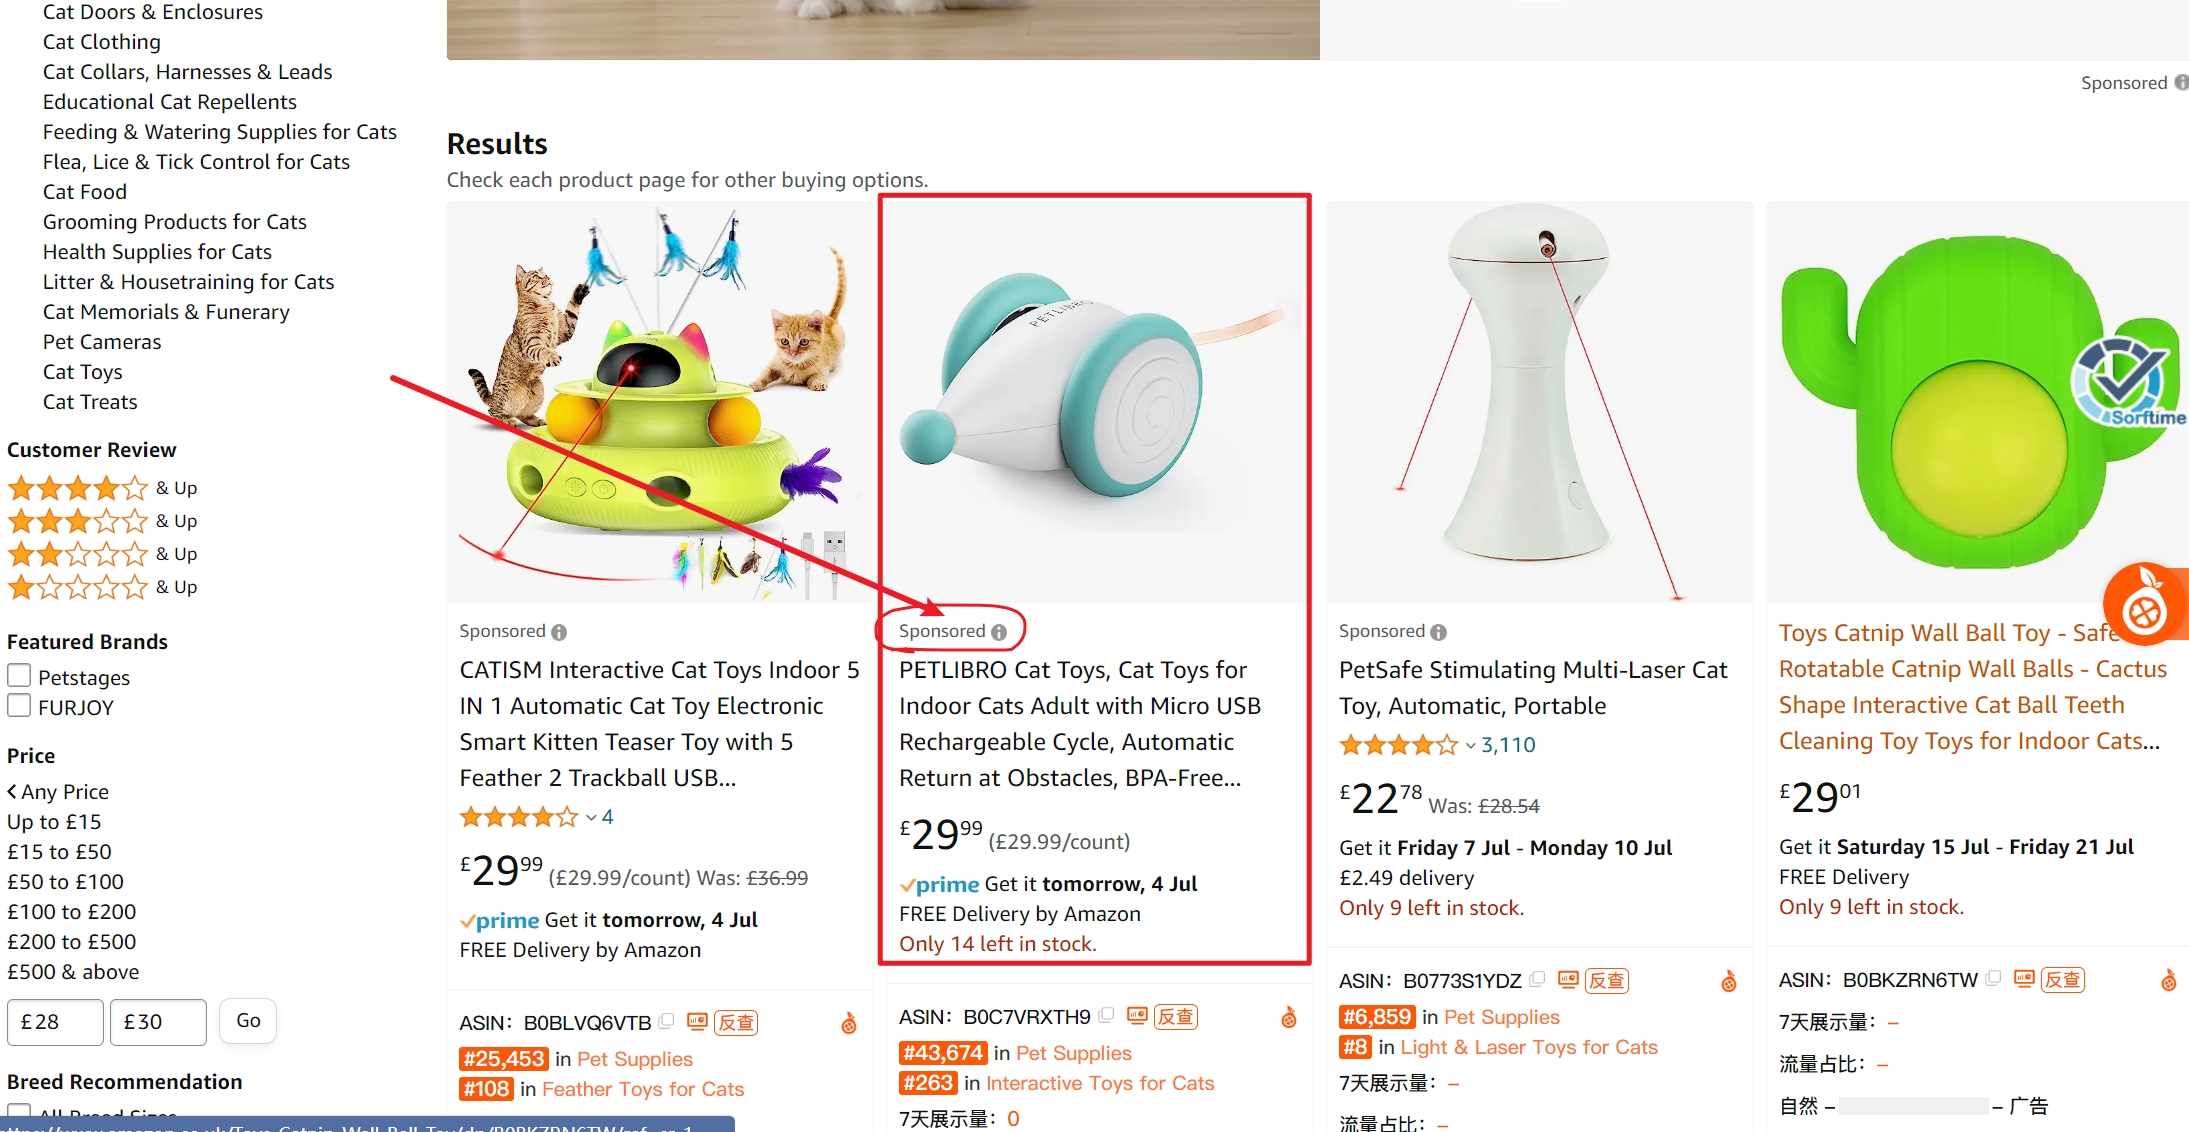 Cat Doors & Enclosures
Cat Clothing
Cat Collars, Harnesses & Leads
Educational Cat Repellents
Feeding & Watering Supplies for Cats
Flea, Lice & Tick Control for Cats
Cat Food
Grooming Products for Cats
Health Supplies for Cats
Litter & Housetraining for Cats
Cat Memorials & Funerary
Pet Cameras
Cat Toys
Cat Treats
Customer Review
& Up
& Up
& Up
& Up
Featured Brands
Petstages
FURJOY
Price
Any Price
Up to £15
£15 to £50
£50 to £100
£100 to £200
£200 to £500
£500 & above
£28
£30
Go
Breed Recommendation
All Breed Sizes
Sponsored
Results
Check each product page for other buying options.
Sponsored
CATISM Interactive Cat Toys Indoor 5
IN 1 Automatic Cat Toy Electronic
Smart Kitten Teaser Toy with 5
Feather 2 Trackball USB...
4
£29.99 (£29.99/count) Was: £36.99
prime Get it tomorrow, 4 Jul
FREE Delivery by Amazon
ASIN: B0BLVQ6VTB 反查
#25,453 in Pet Supplies
#108 in Feather Toys for Cats
PETLIBRO
Sponsored
PETLIBRO Cat Toys, Cat Toys for
Indoor Cats Adult with Micro USB
Rechargeable Cycle, Automatic
Return at Obstacles, BPA-Free...
£29.99 (£29.99/count)
prime Get it tomorrow, 4 Jul
FREE Delivery by Amazon
Only 14 left in stock.
ASIN: B0C7VRXTH9 反查
#43,674 in Pet Supplies
#263 in Interactive Toys for Cats
7天展示量: 0
Sponsored
PetSafe Stimulating Multi-Laser Cat
Toy, Automatic, Portable
3,110
£22.78 Was: £28.54
Get it Friday 7 Jul - Monday 10 Jul
£2.49 delivery
Only 9 left in stock.
ASIN: B0773S1YDZ 反查
#6,859 in Pet Supplies
#8 in Light & Laser Toys for Cats
7天展示量: –
流量占比: –
Sorftime
Toys Catnip Wall Ball Toy - Safe
Rotatable Catnip Wall Balls - Cactus
Shape Interactive Cat Ball Teeth
Cleaning Toy Toys for Indoor Cats...
£29.01
Get it Saturday 15 Jul - Friday 21 Jul
FREE Delivery
Only 9 left in stock.
ASIN: B0BKZRN6TW 反查
7天展示量: –
流量占比: –
自然 – – 广告